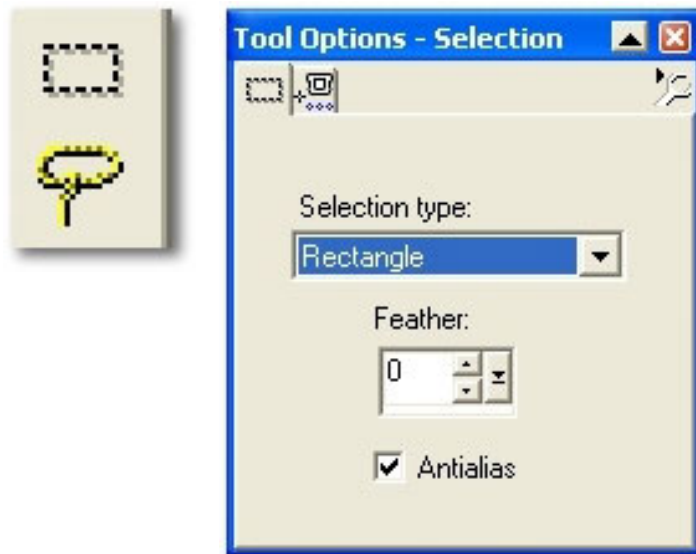 Tool Options - Selection
Selection type:
Rectangle
Feather:
0
Antialias